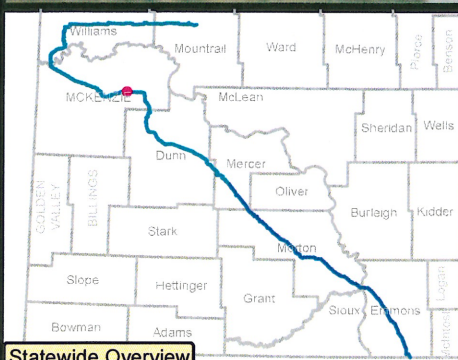 Williams
Mountrail
Ward
McHenry
Pierce
Benson
MCKENZIE
McLean
Sheridan
Wells
Dunn
Mercer
Oliver
GOLDEN VALLEY
BILLINGS
Burleigh
Kidder
Stark
Morton
Slope
Hettinger
Grant
Sioux
Emmons
Logan
McIntosh
Bowman
Adams
Statewide Overview